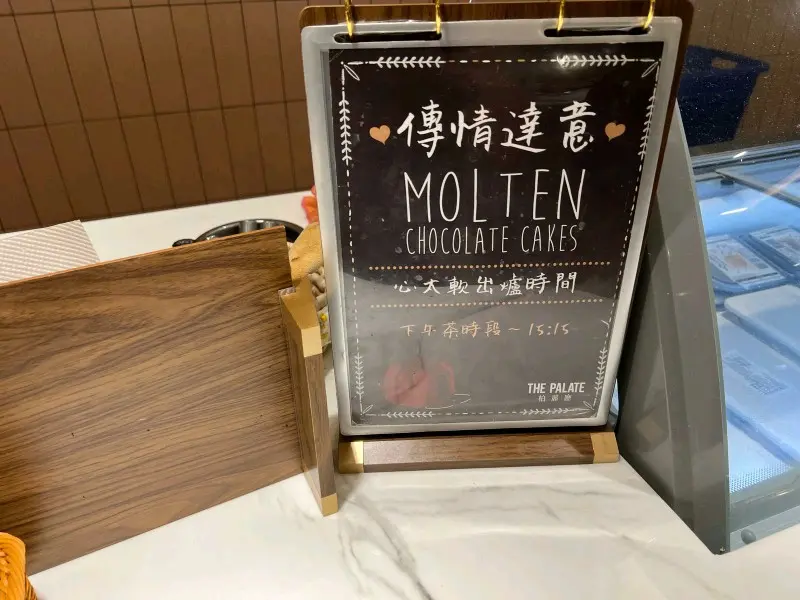 傳情達意
MOLTEN
CHOCOLATE CAKES
心太軟出爐時間
下午茶時段~15:15
THE PALATE
柏麗廳